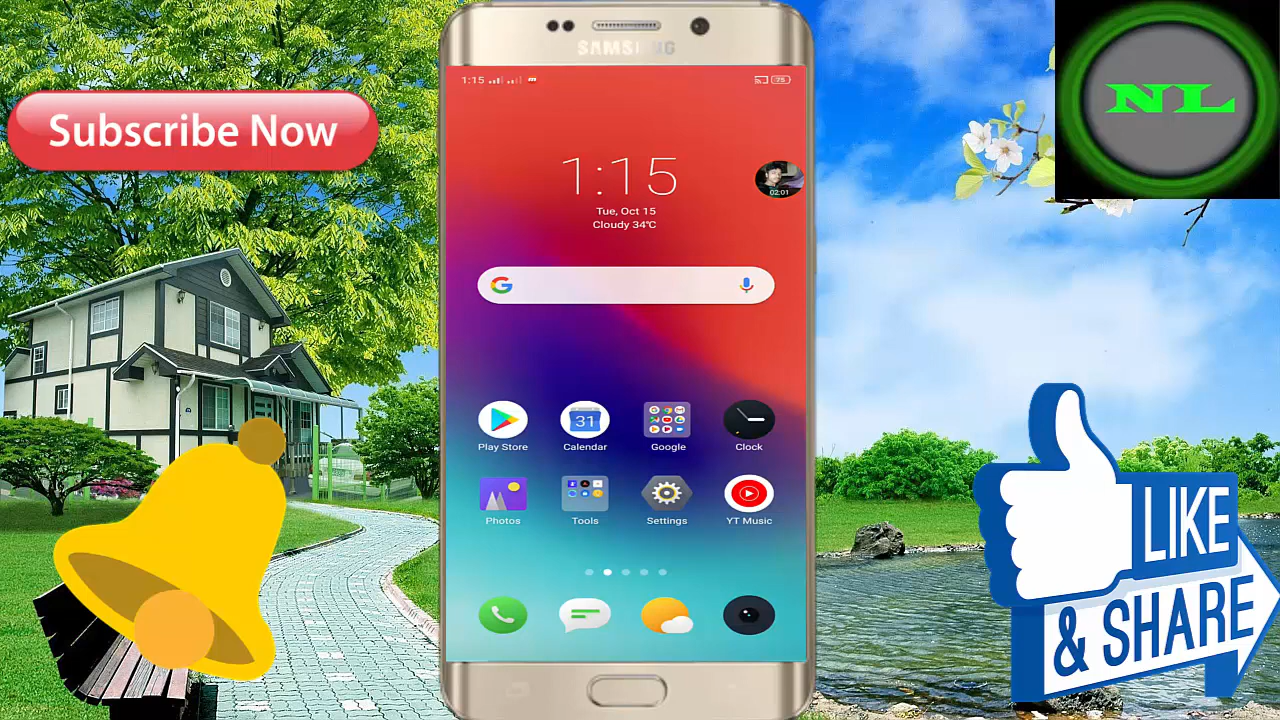 SAMSUNG
1:15
75
Subscribe Now
NL
1:15
02:01
Tue, Oct 15
Cloudy 34℃
G
31
Play Store
Calendar
Google
Clock
Photos
Tools
Settings
YT Music
LIKE
& SHARE